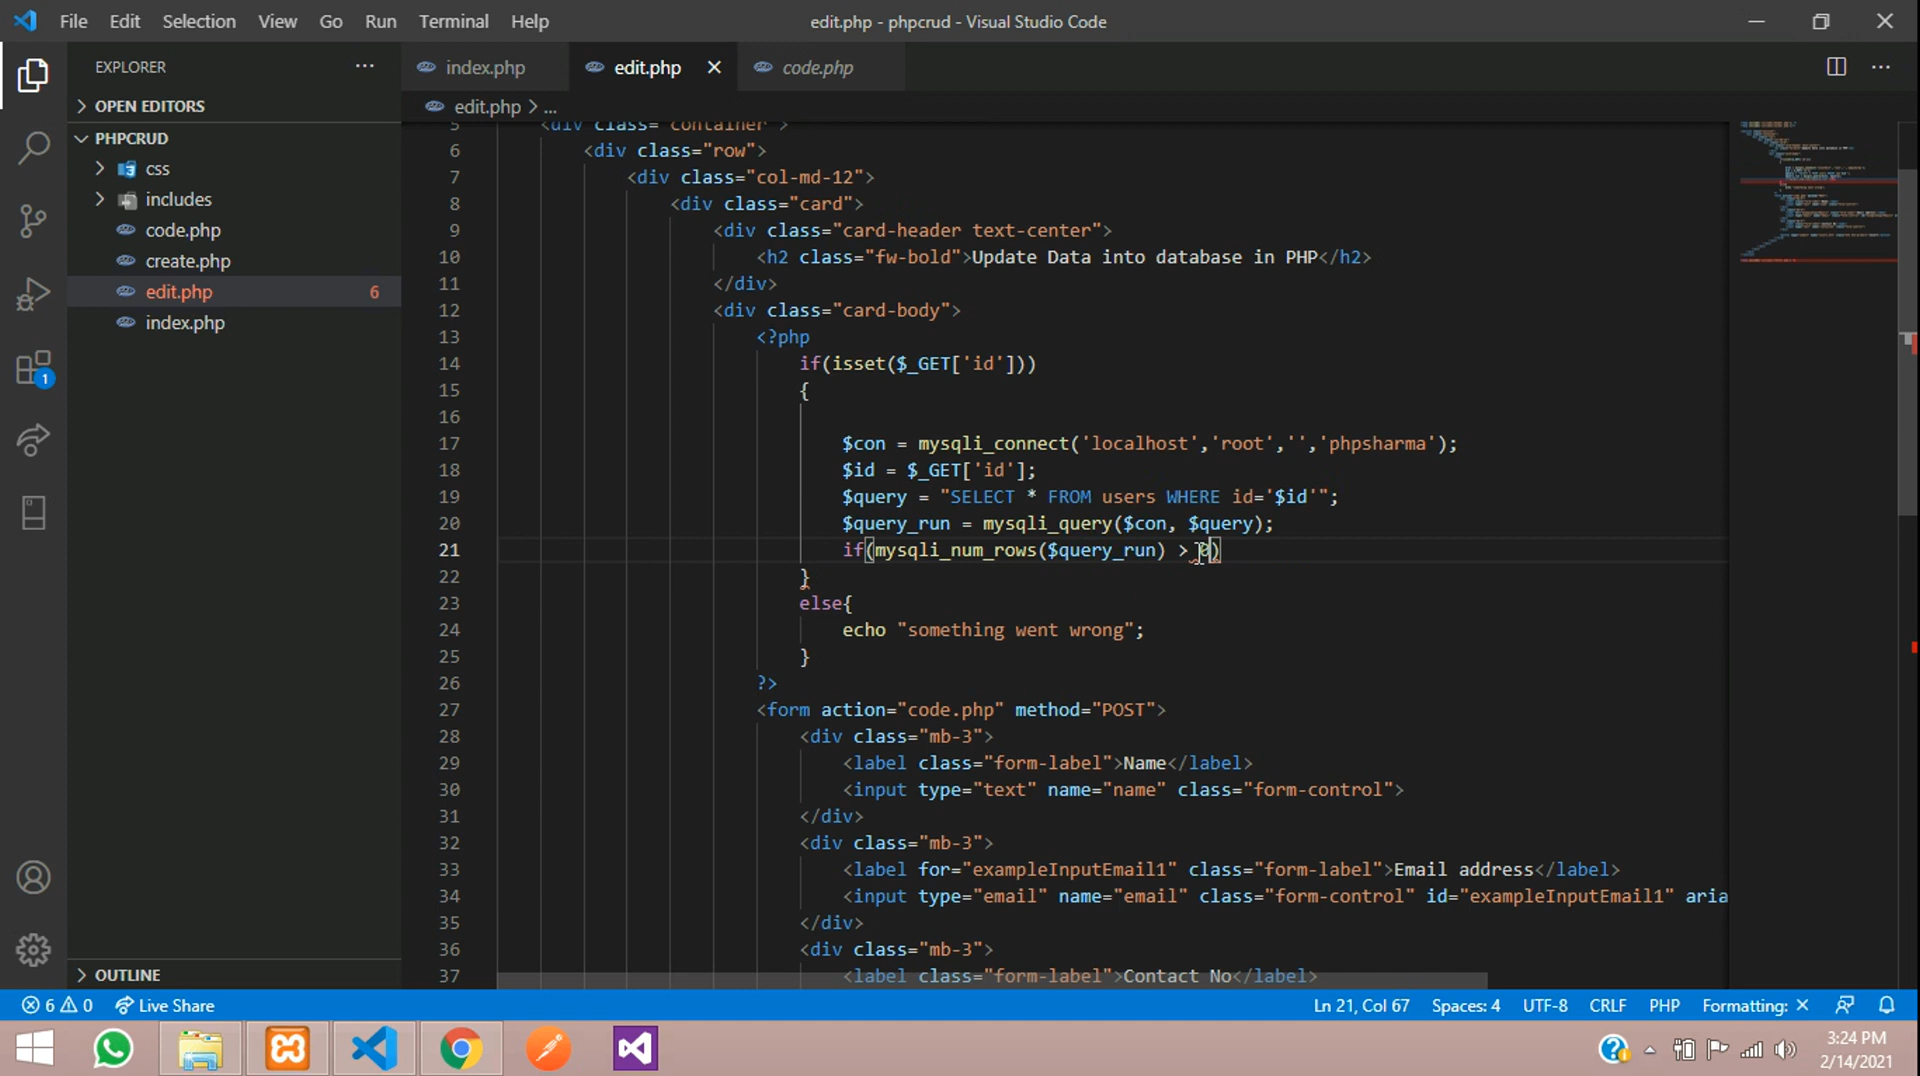 File Edit Selection View Go Run Terminal Help
edit.php - phpcrud - Visual Studio Code
EXPLORER
OPEN EDITORS
PHPCRUD
css
includes
code.php
create.php
edit.php 6
index.php
OUTLINE
1
index.php
edit.php
code.php
edit.php > ...
5 <div class="container">
6 <div class="row">
7 <div class="col-md-12">
8 <div class="card">
9 <div class="card-header text-center">
10 <h2 class="fw-bold">Update Data into database in PHP</h2>
11 </div>
12 <div class="card-body">
13 <?php
14 if(isset($_GET['id']))
15 {
16
17 $con = mysqli_connect('localhost','root','','phpsharma');
18 $id = $_GET['id'];
19 $query = "SELECT * FROM users WHERE id='$id'";
20 $query_run = mysqli_query($con, $query);
21 if(mysqli_num_rows($query_run) > 0)
22 }
23 else{
24 echo "something went wrong";
25 }
26 ?>
27 <form action="code.php" method="POST">
28 <div class="mb-3">
29 <label class="form-label">Name</label>
30 <input type="text" name="name" class="form-control">
31 </div>
32 <div class="mb-3">
33 <label for="exampleInputEmail1" class="form-label">Email address</label>
34 <input type="email" name="email" class="form-control" id="exampleInputEmail1" aria
35 </div>
36 <div class="mb-3">
37 <label class="form-label">Contact No</label>
6 0 Live Share
Ln 21, Col 67 Spaces: 4 UTF-8 CRLF PHP Formatting: ×
3:24 PM
2/14/2021